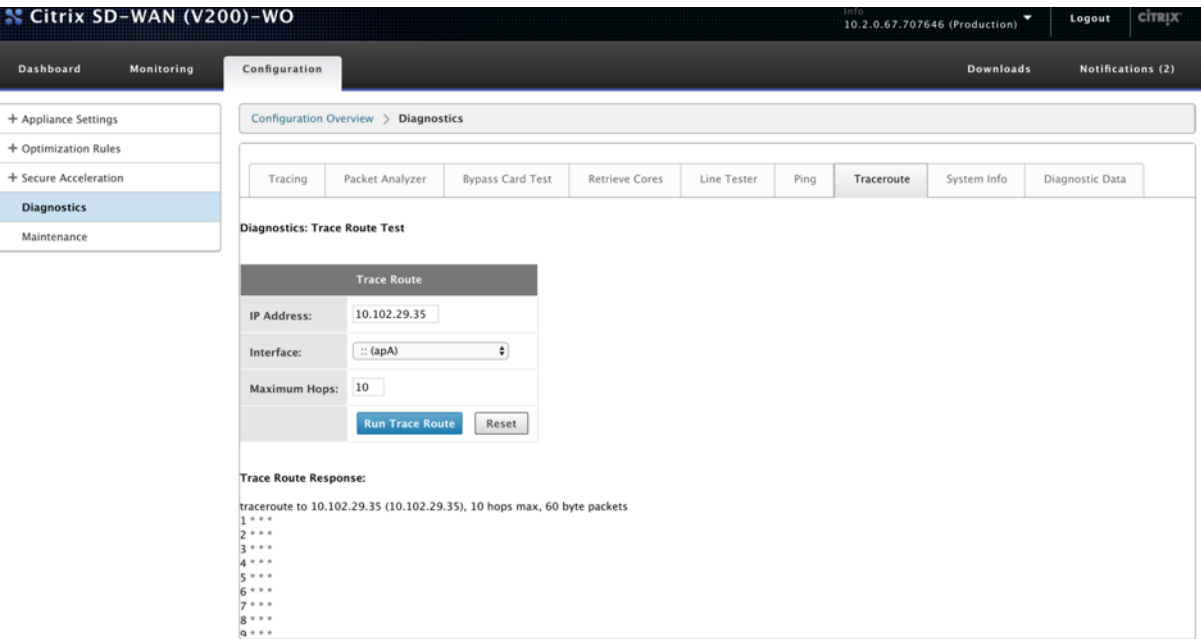 Citrix SD-WAN (V200)-WO
Info
10.2.0.67.707646 (Production)
Logout
CİTRIX
Dashboard Monitoring Configuration Downloads Notifications (2)
+ Appliance Settings
+ Optimization Rules
+ Secure Acceleration
Diagnostics
Maintenance
Configuration Overview > Diagnostics
Tracing Packet Analyzer Bypass Card Test Retrieve Cores Line Tester Ping Traceroute System Info Diagnostic Data
Diagnostics: Trace Route Test
Trace Route
IP Address: 10.102.29.35
Interface: :: (apA)
Maximum Hops: 10
Run Trace Route Reset
Trace Route Response:
traceroute to 10.102.29.35 (10.102.29.35), 10 hops max, 60 byte packets
1 * * *
2 * * *
3 * * *
4 * * *
5 * * *
6 * * *
7 * * *
8 * * *
9 * * *